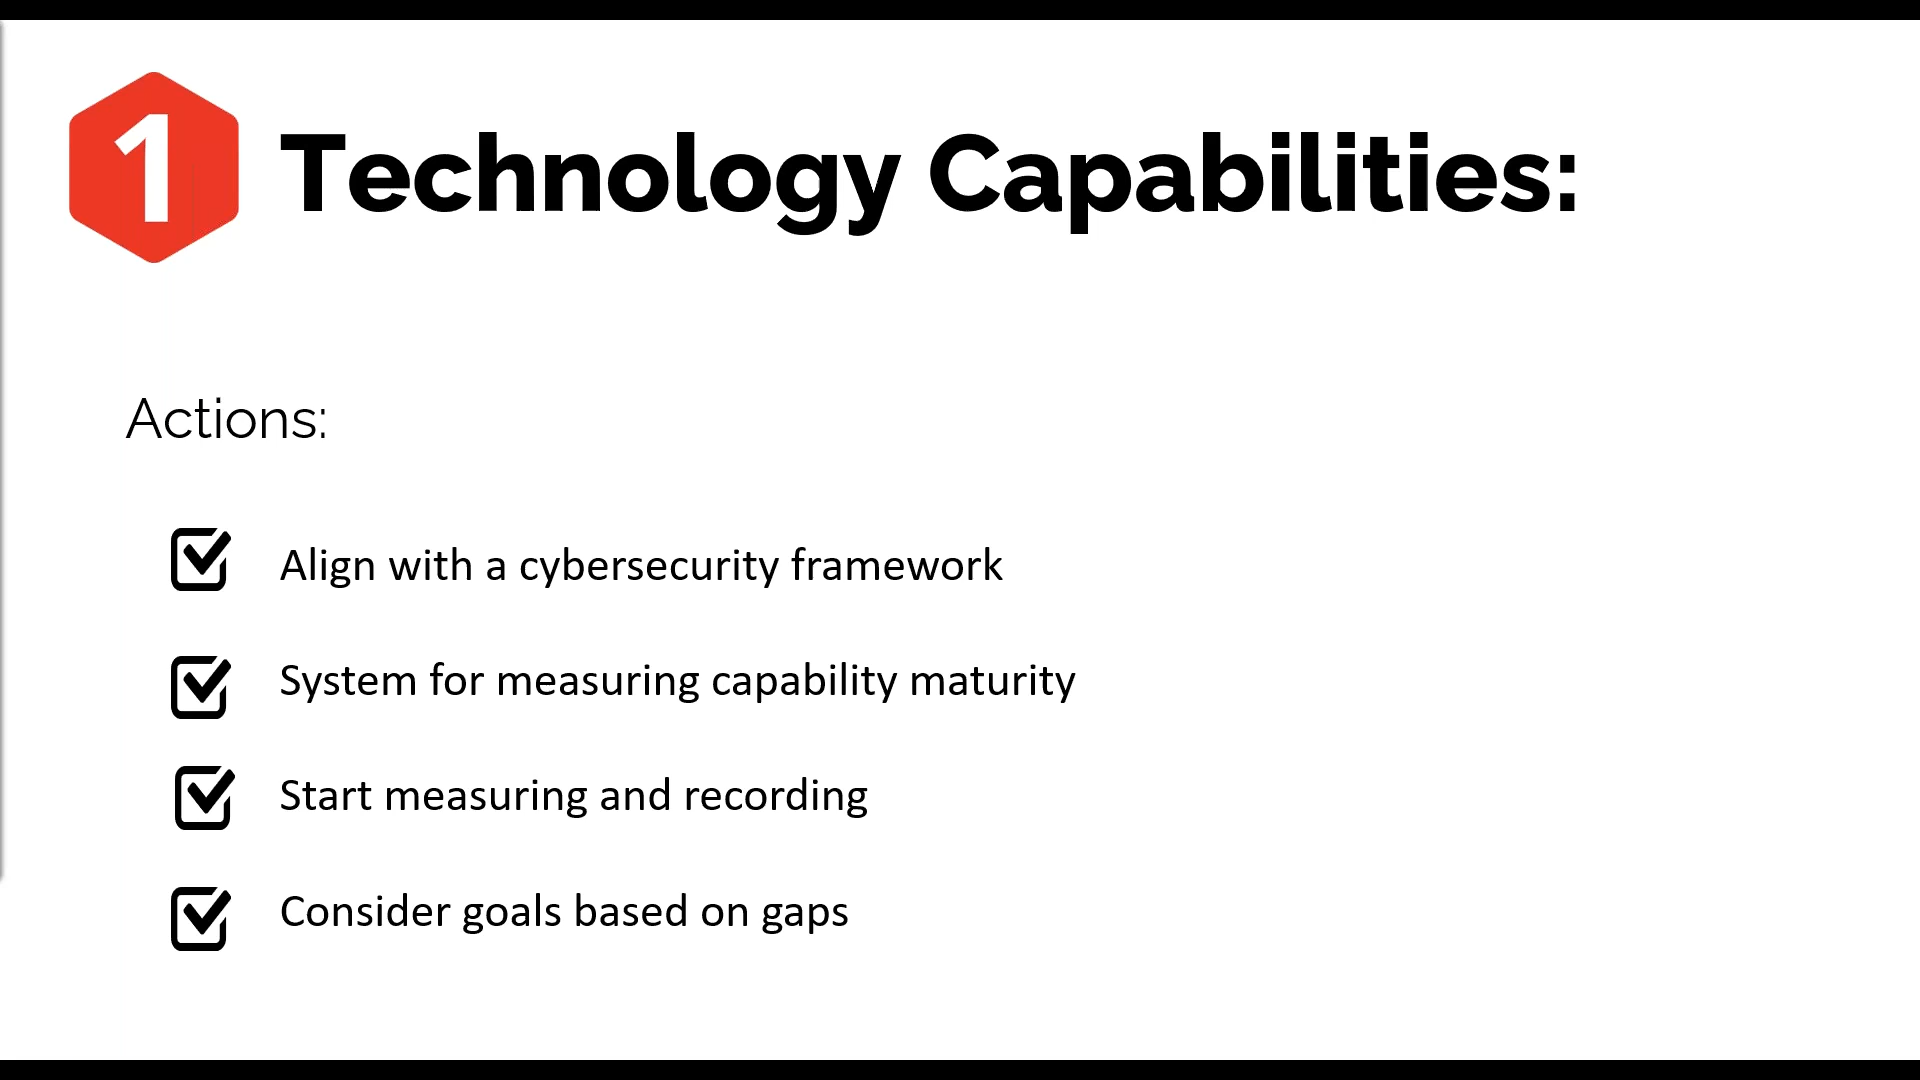 1
Technology Capabilities:
Actions:
Align with a cybersecurity framework
System for measuring capability maturity
Start measuring and recording
Consider goals based on gaps